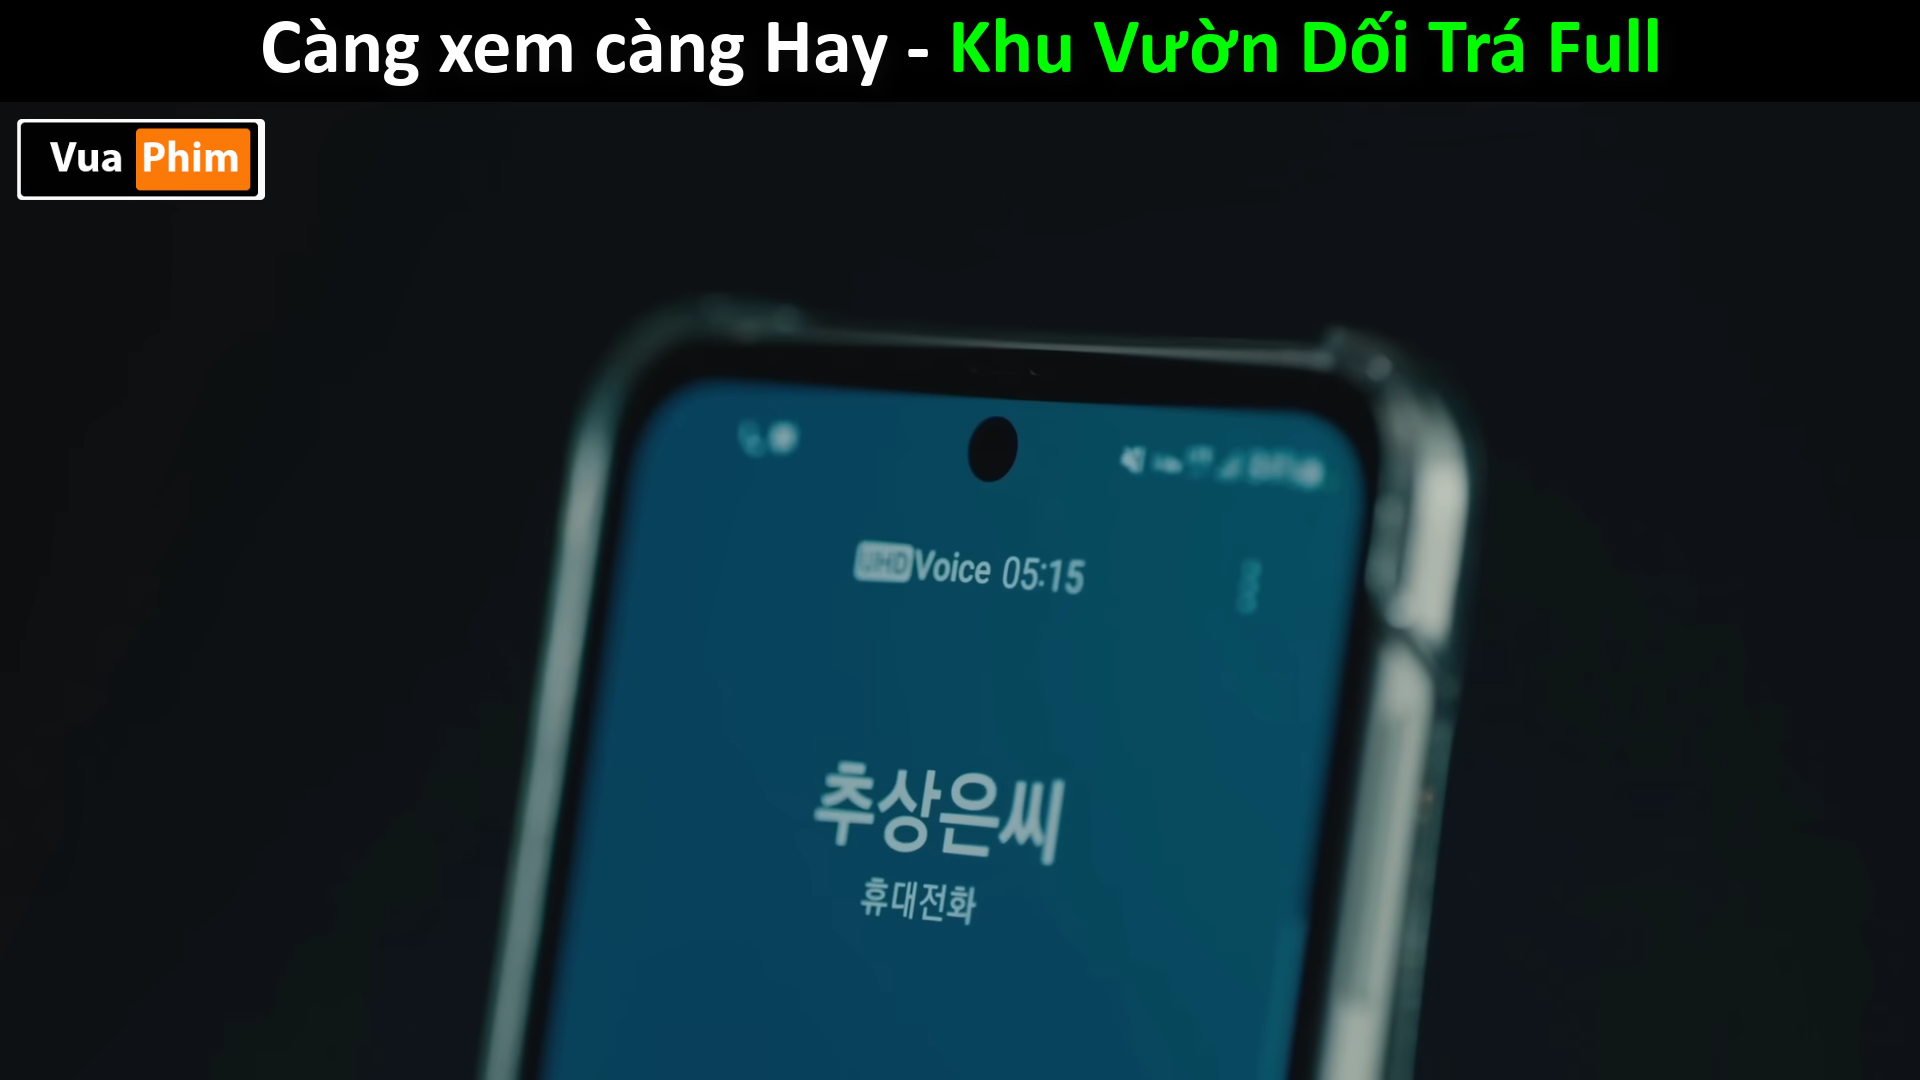 Càng xem càng Hay - Khu Vườn Dối Trá Full
Vua Phim
UHD Voice 05:15
추상은씨
휴대전화